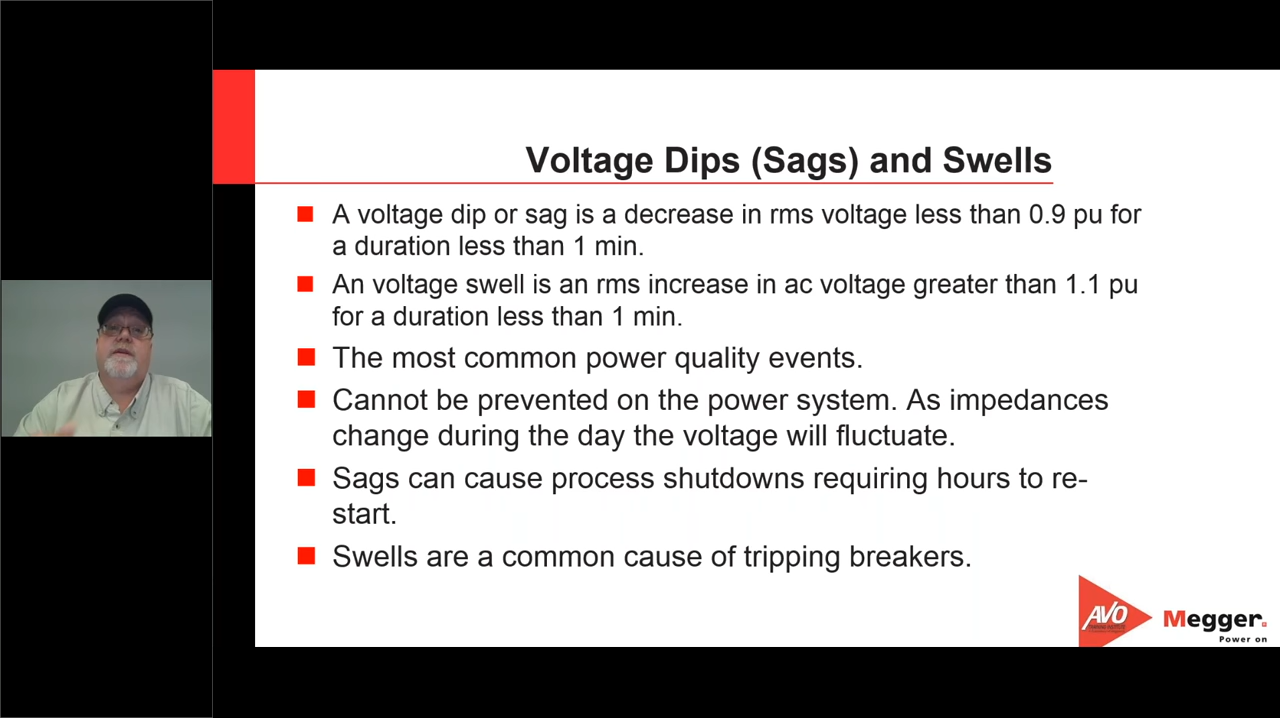 Voltage Dips (Sags) and Swells
A voltage dip or sag is a decrease in rms voltage less than 0.9 pu for
a duration less than 1 min.
An voltage swell is an rms increase in ac voltage greater than 1.1 pu
for a duration less than 1 min.
The most common power quality events.
Cannot be prevented on the power system. As impedances
change during the day the voltage will fluctuate.
Sags can cause process shutdowns requiring hours to re-
start.
Swells are a common cause of tripping breakers.
AVO
Megger.
Power on